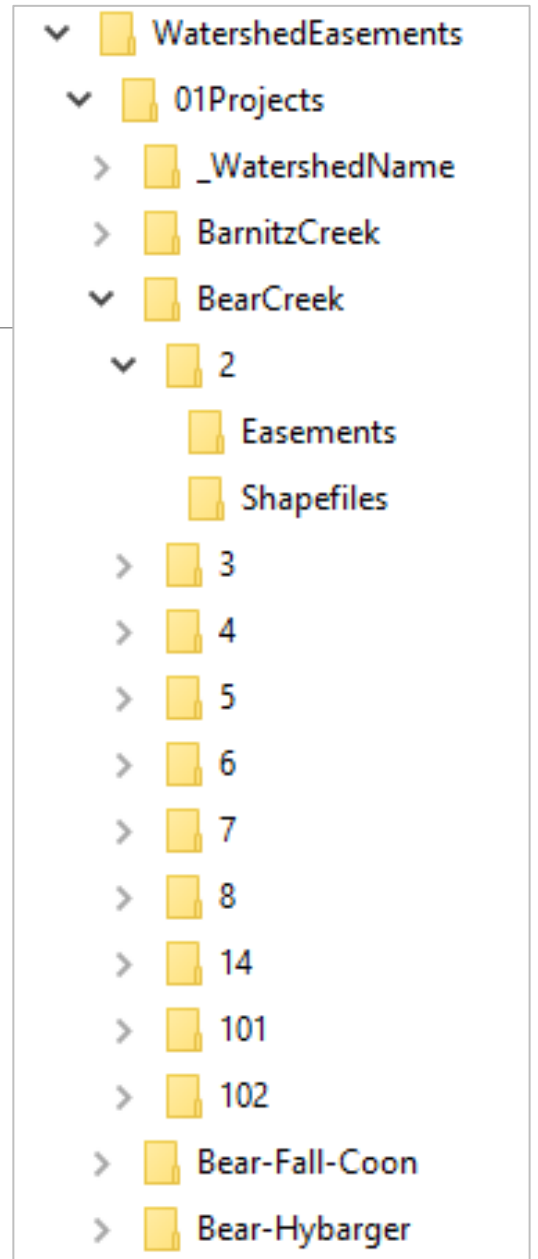 WatershedEasements
01Projects
_WatershedName
BarnitzCreek
BearCreek
2
Easements
Shapefiles
3
4
5
6
7
8
14
101
102
Bear-Fall-Coon
Bear-Hybarger